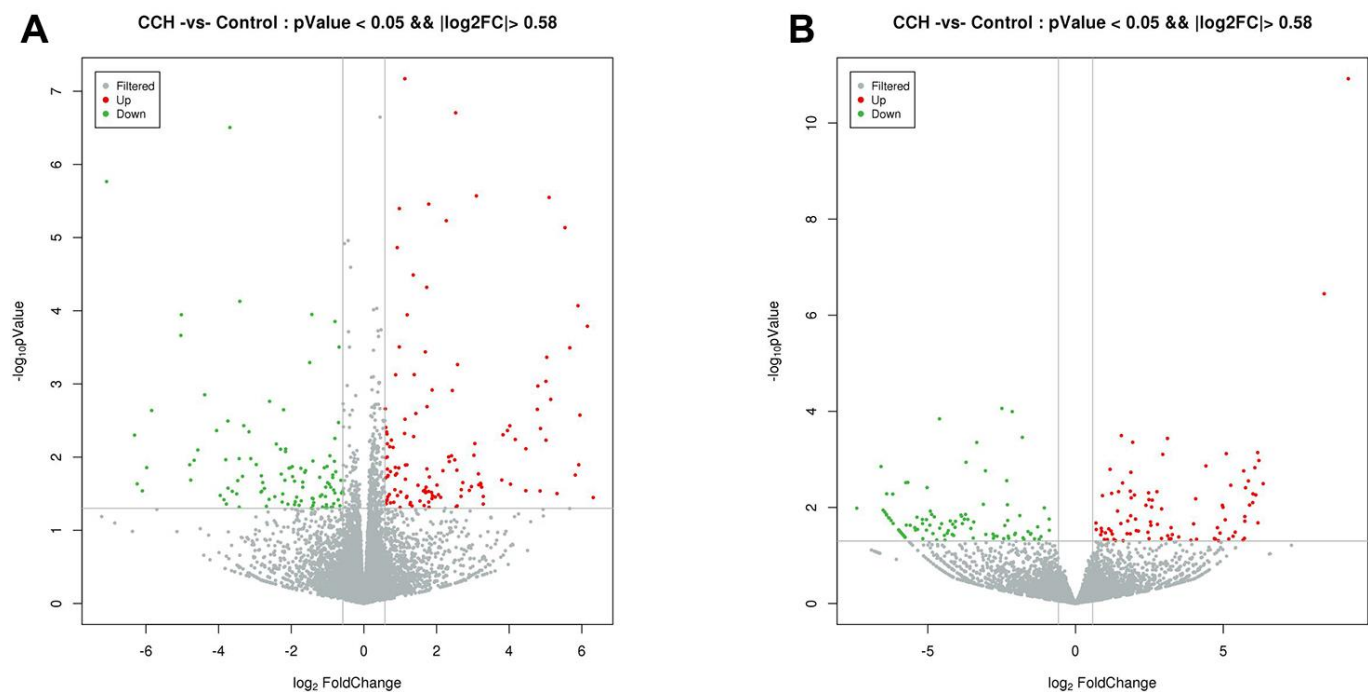 A
CCH -vs- Control : pValue < 0.05 && |log2FC|> 0.58
Filtered
Up
Down
7
6
5
4
3
2
1
0
-log10pValue
-6
-4
-2
0
2
4
6
log2 FoldChange
B
CCH -vs- Control : pValue < 0.05 && |log2FC|> 0.58
Filtered
Up
Down
10
8
6
4
2
0
-log10pValue
-5
0
5
log2 FoldChange